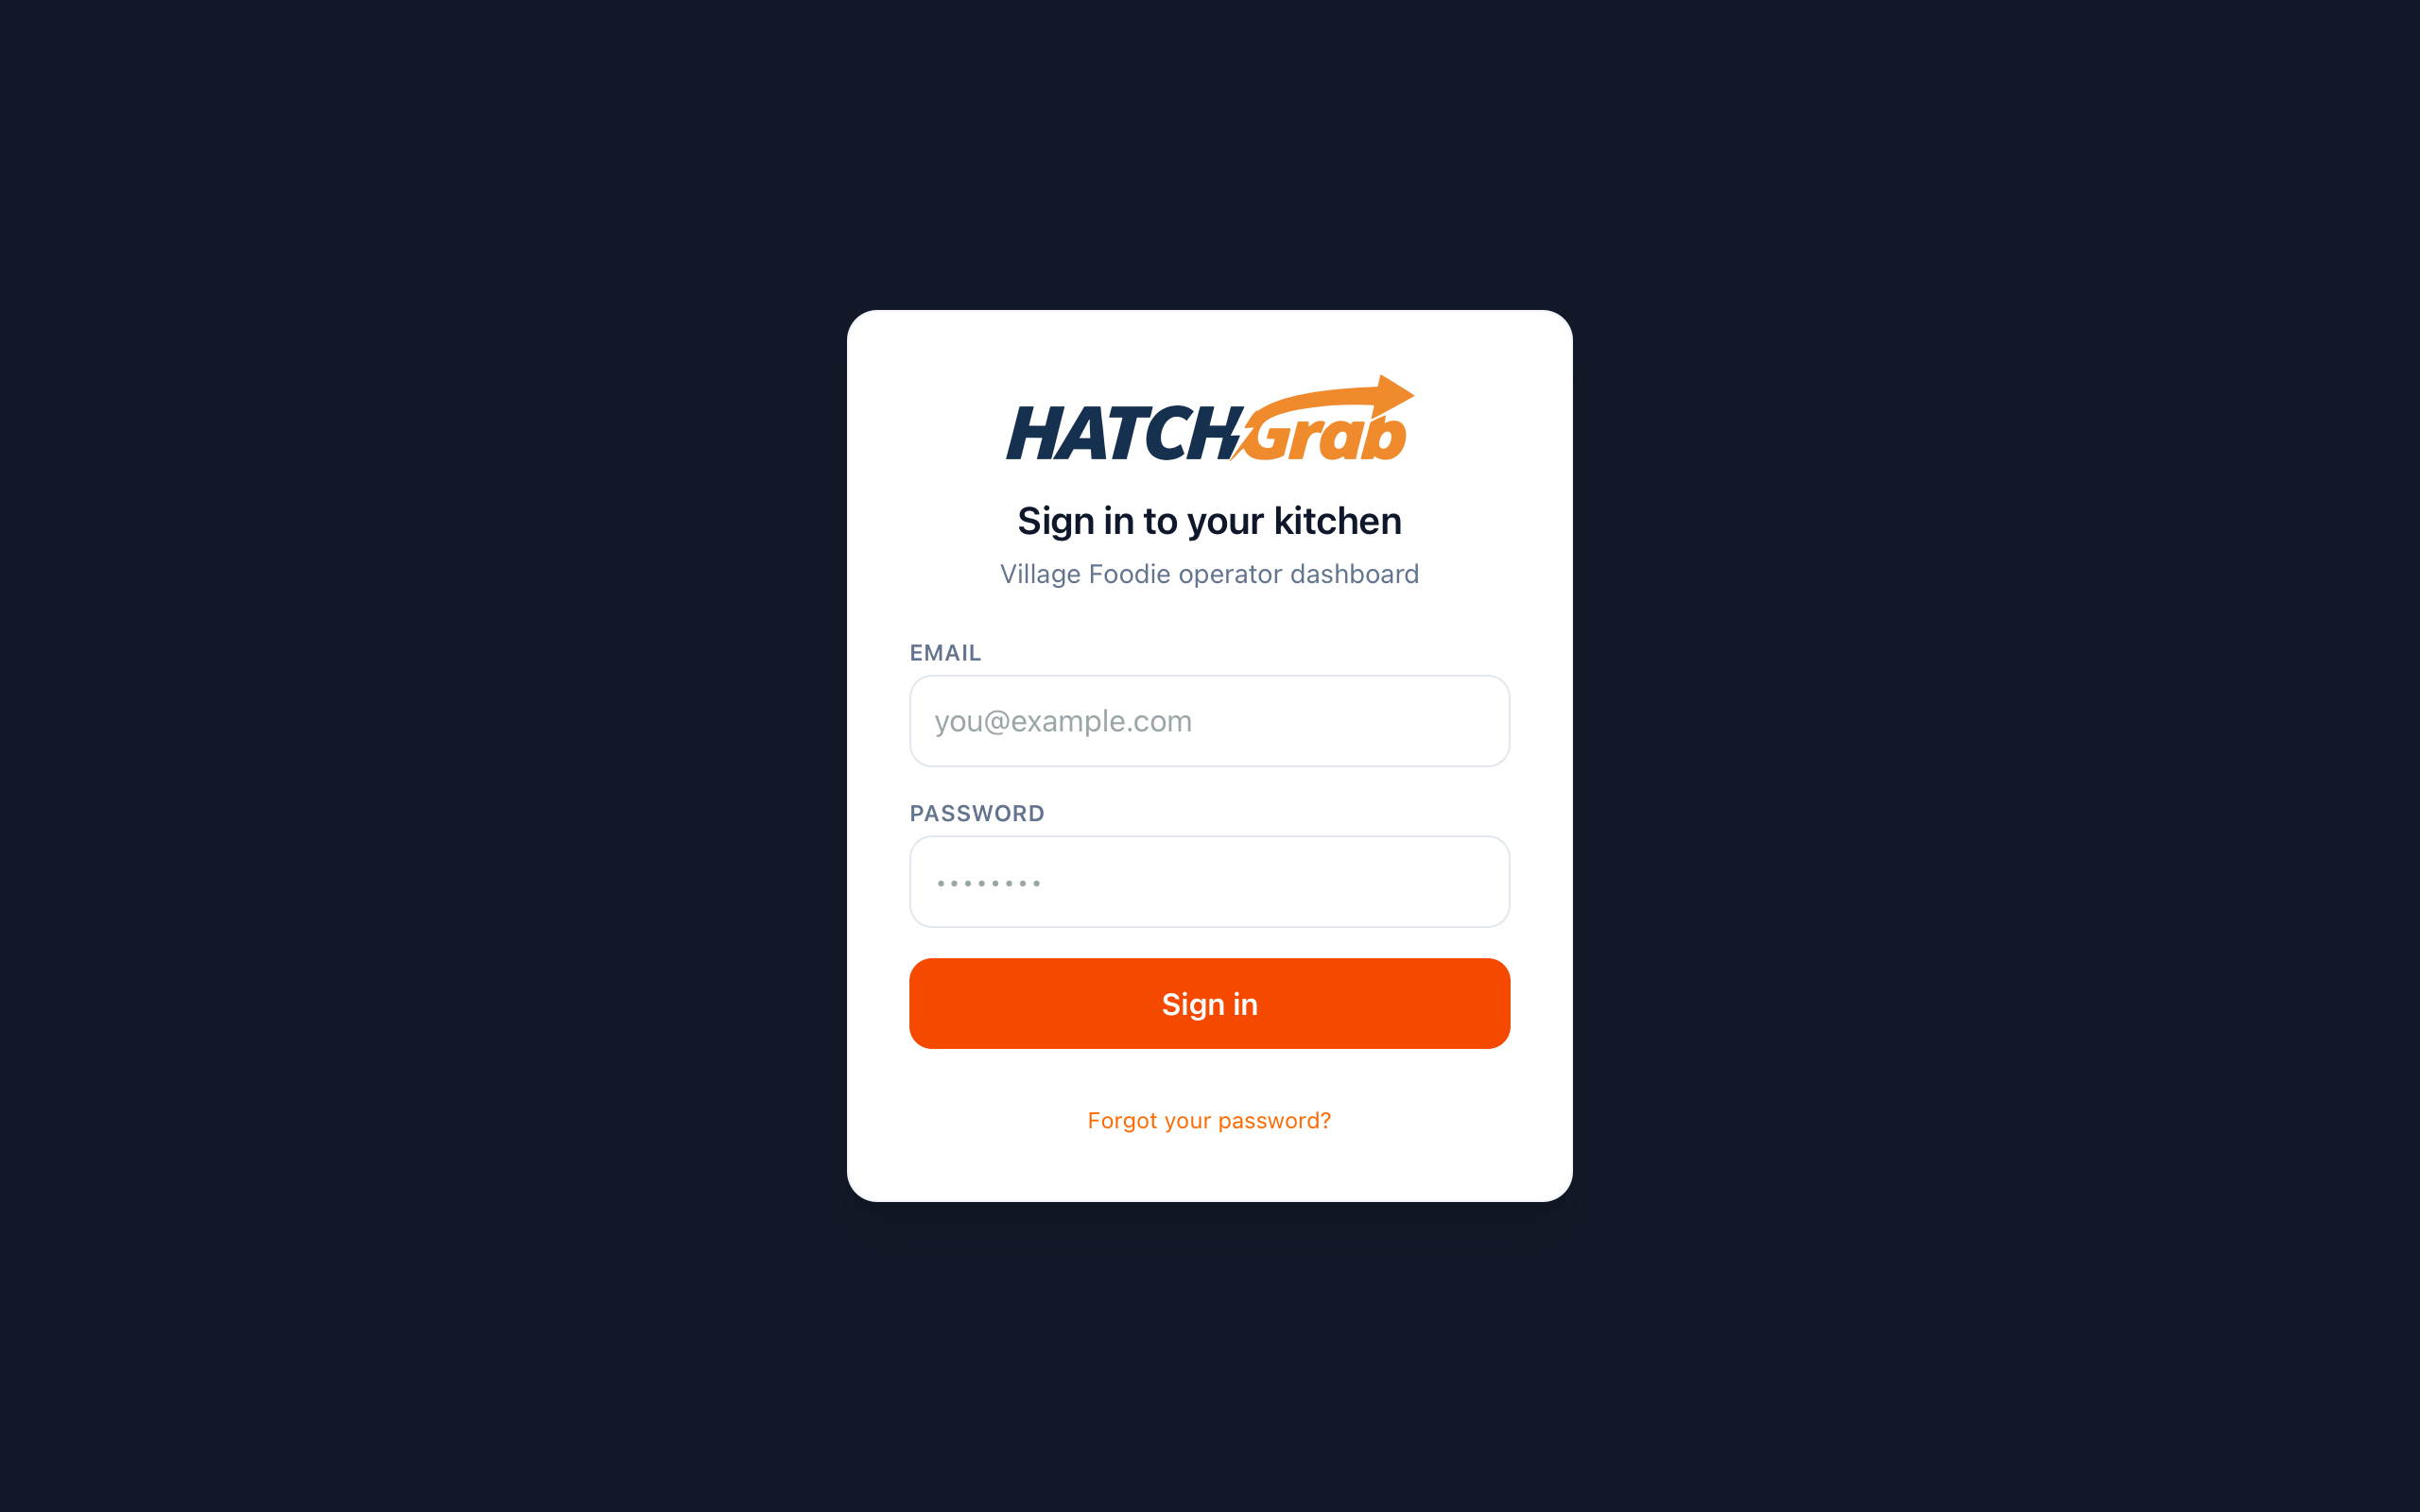 HATCHGrab
Sign in to your kitchen
Village Foodie operator dashboard
EMAIL
you@example.com
PASSWORD
••••••••
Sign in
Forgot your password?